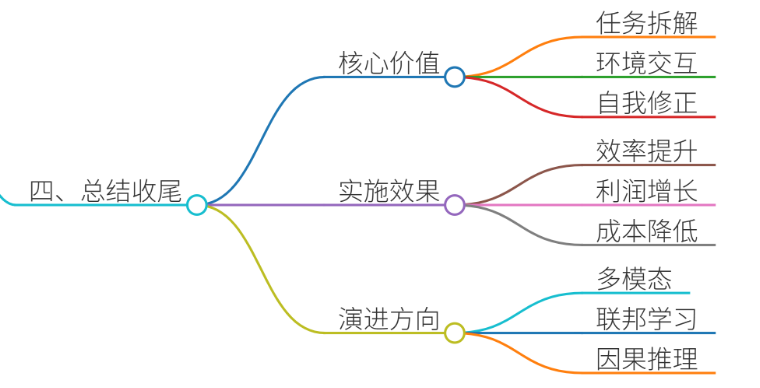 四、总结收尾
核心价值
任务拆解
环境交互
自我修正
实施效果
效率提升
利润增长
成本降低
演进方向
多模态
联邦学习
因果推理